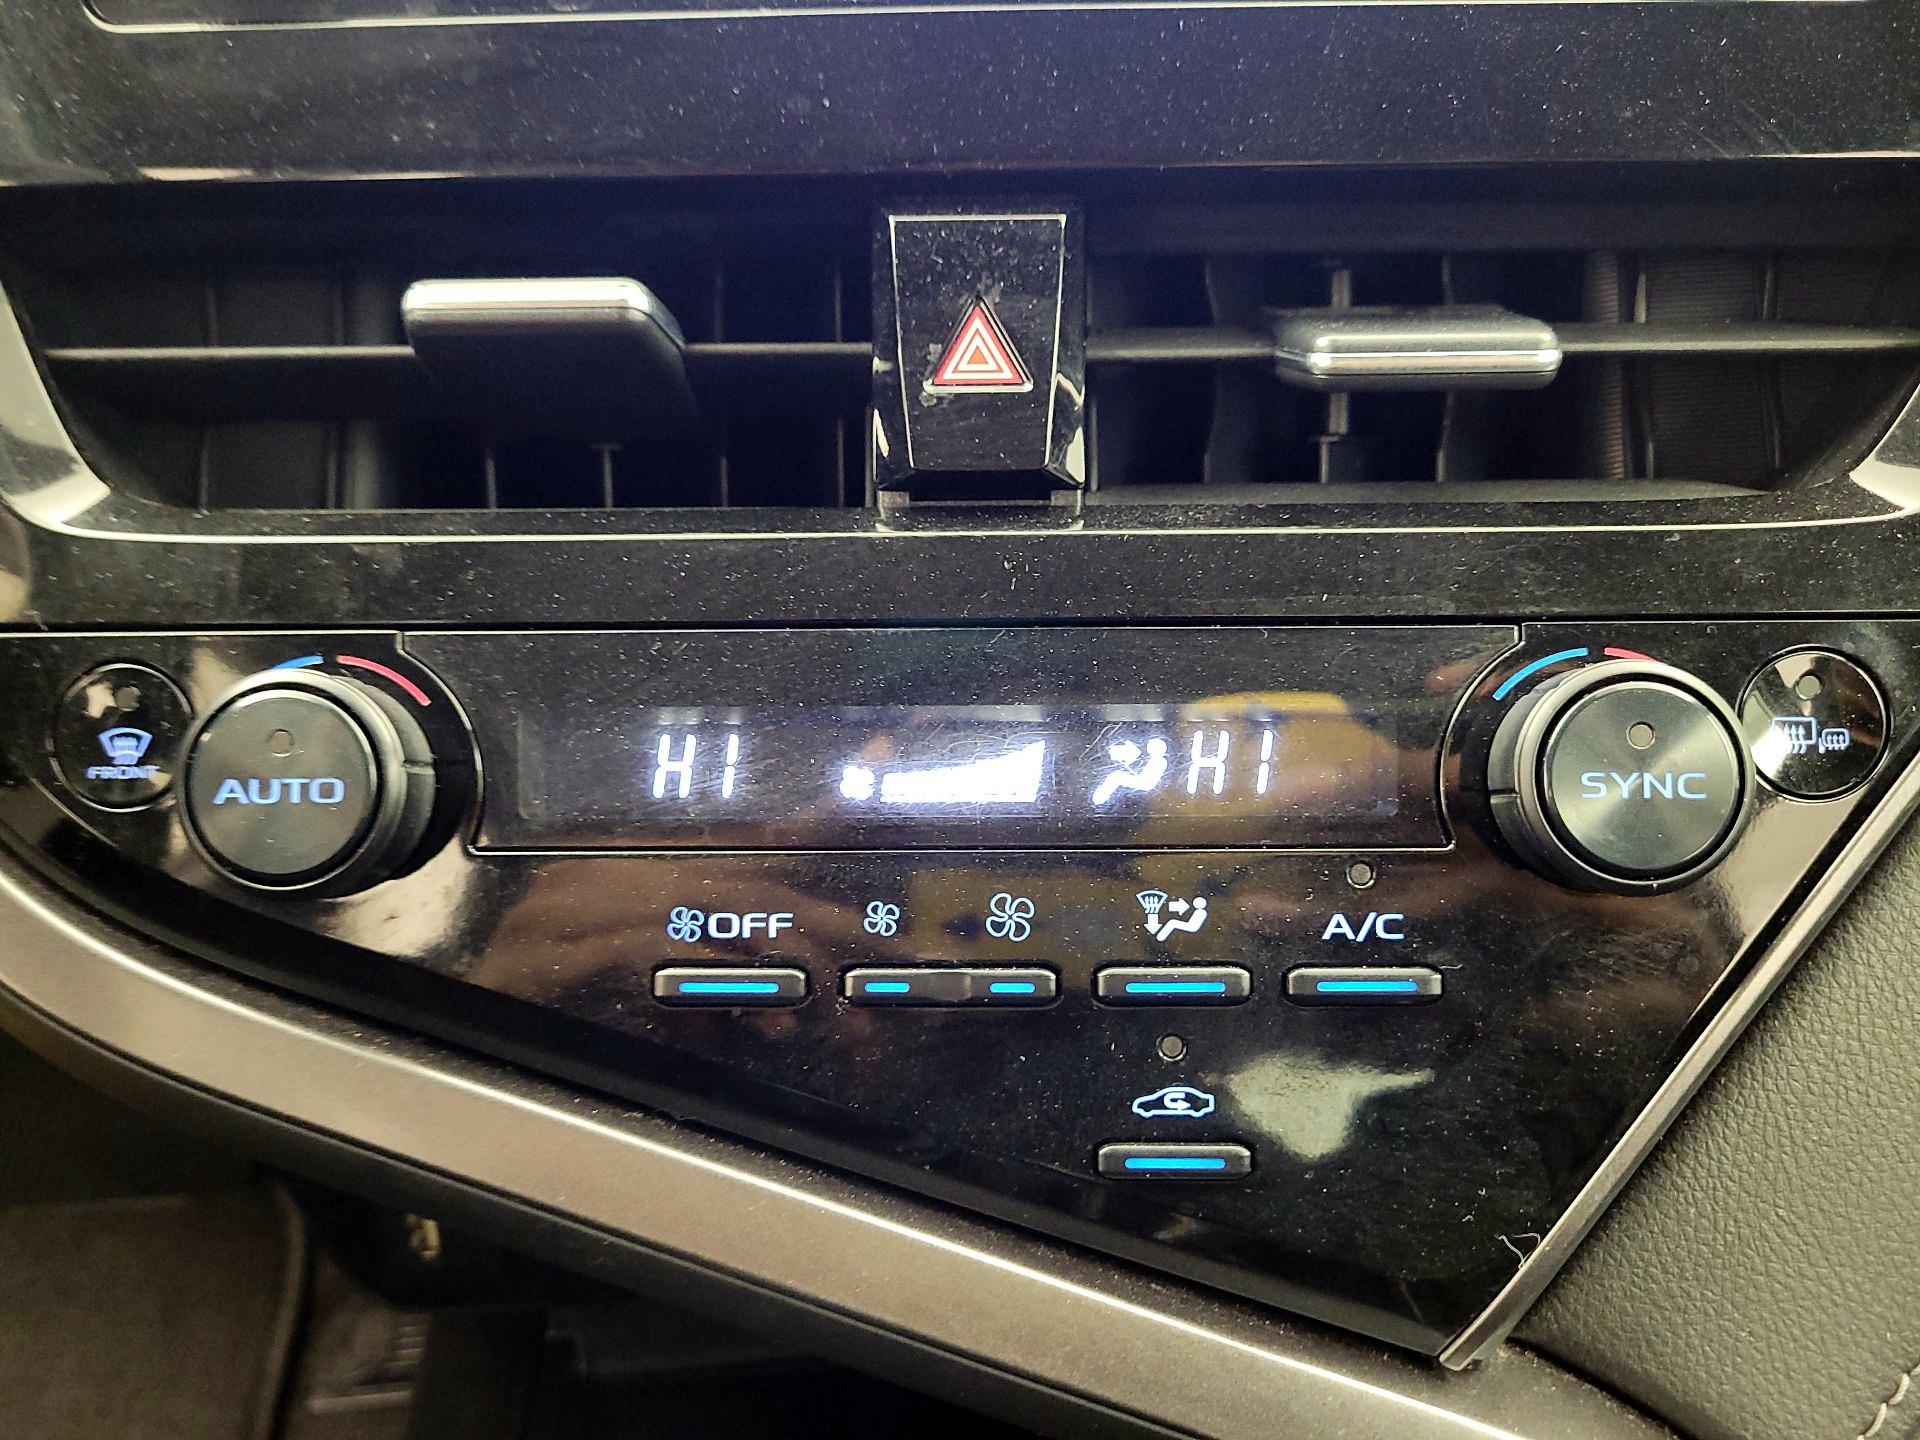 FRONT
AUTO
HI
HI
SYNC
OFF
A/C